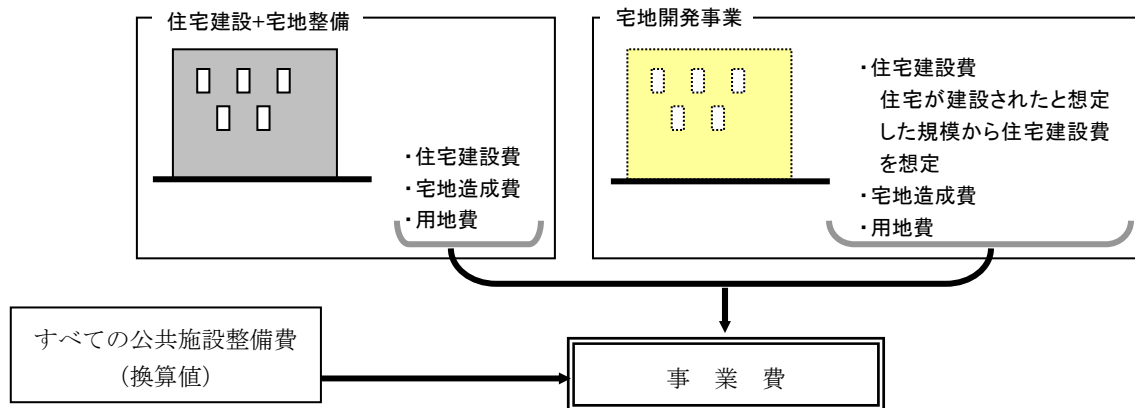 住宅建設+宅地整備
・住宅建設費
・宅地造成費
・用地費
宅地開発事業
・住宅建設費
住宅が建設されたと想定
した規模から住宅建設費
を想定
・宅地造成費
・用地費
すべての公共施設整備費
（換算値）
事 業 費